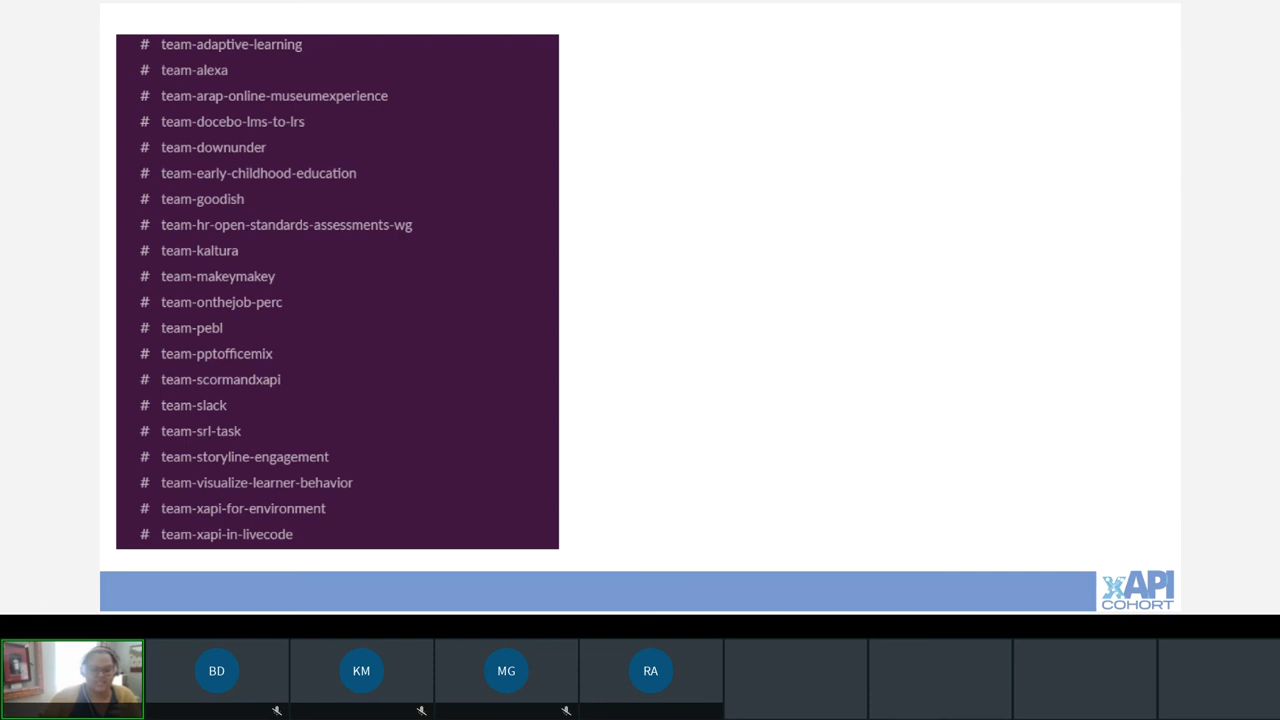 # team-adaptive-learning
# team-alexa
# team-arap-online-museumexperience
# team-docebo-lms-to-lrs
# team-downunder
# team-early-childhood-education
# team-goodish
# team-hr-open-standards-assessments-wg
# team-kaltura
# team-makeymakey
# team-onthejob-perc
# team-pebl
# team-pptofficemix
# team-scormandxapi
# team-slack
# team-srl-task
# team-storyline-engagement
# team-visualize-learner-behavior
# team-xapi-for-environment
# team-xapi-in-livecode
xAPI
COHORT
BD KM MG RA